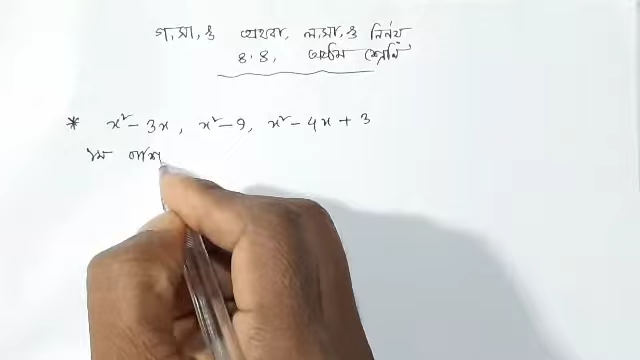 গ.সা.গু অথবা, ল.সা.গু নির্ণয়
৪.৪, অষ্টম শ্রেণি
* x² - 3x, x² - 9, x² - 4x + 3
১ম রাশি